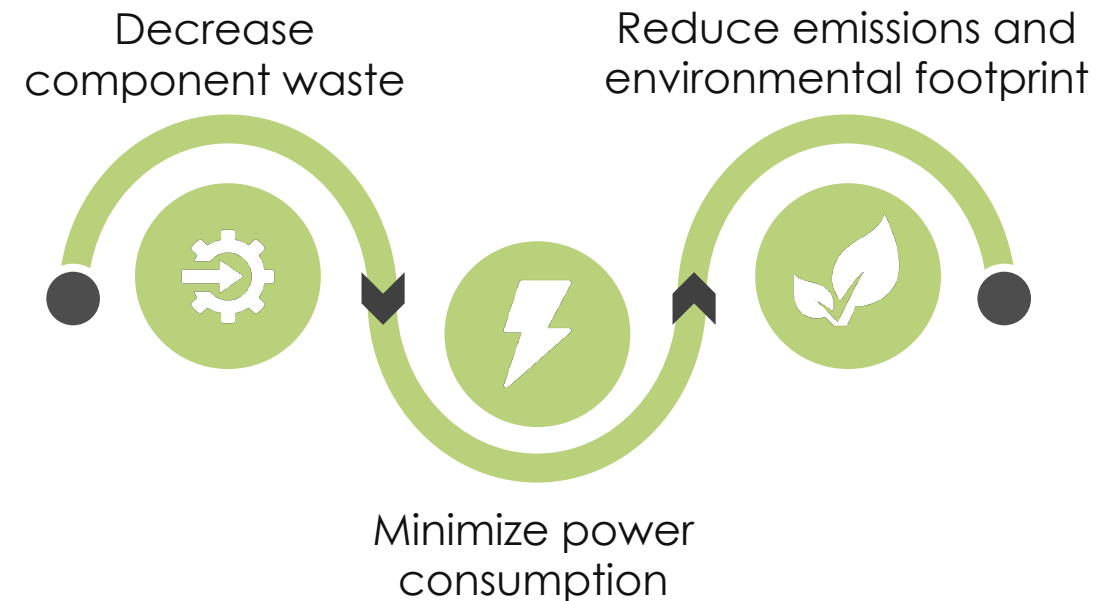 Decrease
component waste
Minimize power
consumption
Reduce emissions and
environmental footprint